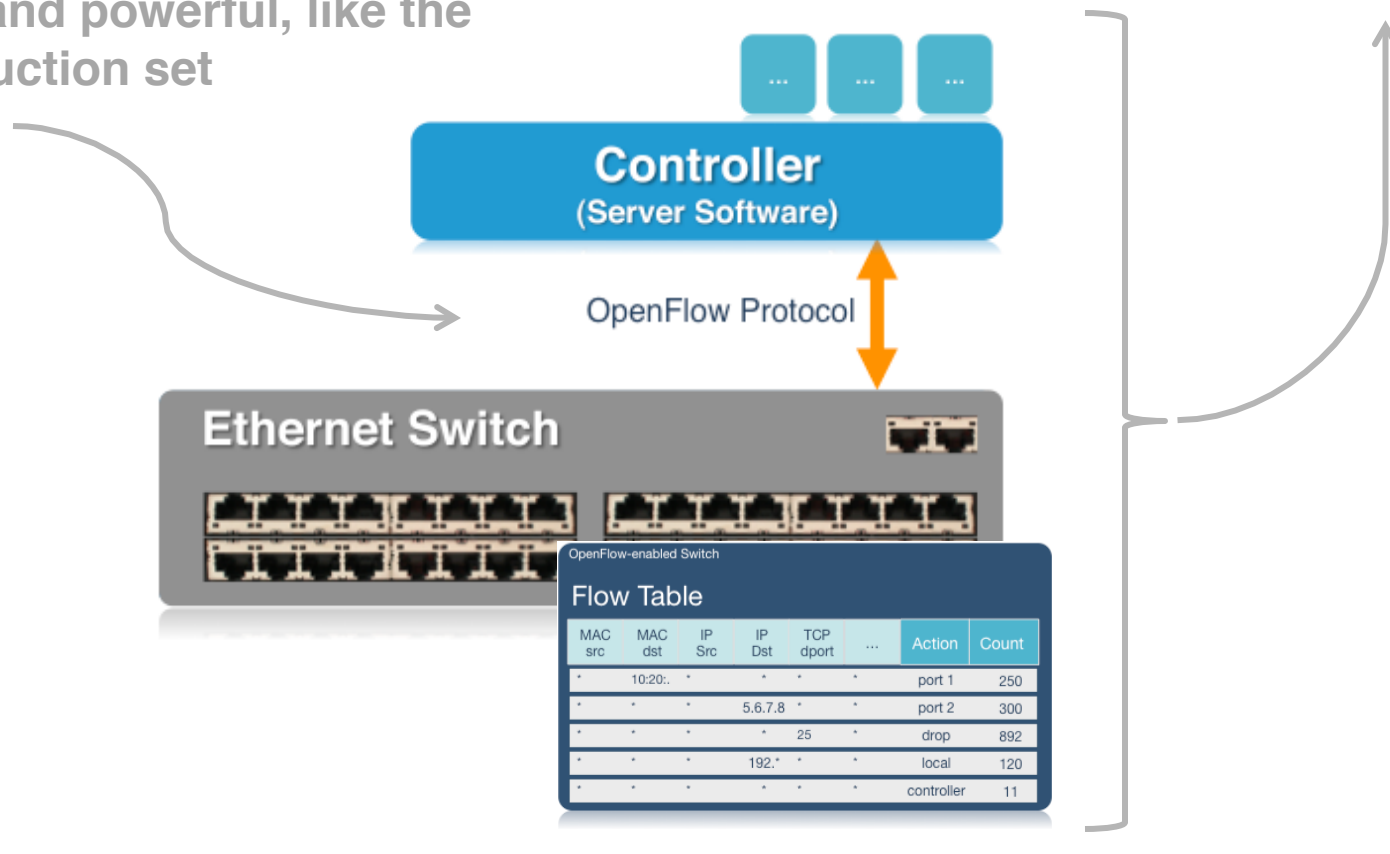 and powerful, like the
uction set
... ... ...
Controller
(Server Software)
OpenFlow Protocol
Ethernet Switch
OpenFlow-enabled Switch
Flow Table
MAC src MAC dst IP Src IP Dst TCP dport ... Action Count
* 10:20:. * * * * port 1 250
* * * 5.6.7.8 * * port 2 300
* * * * 25 * drop 892
* * * 192.* * * local 120
* * * * * * controller 11